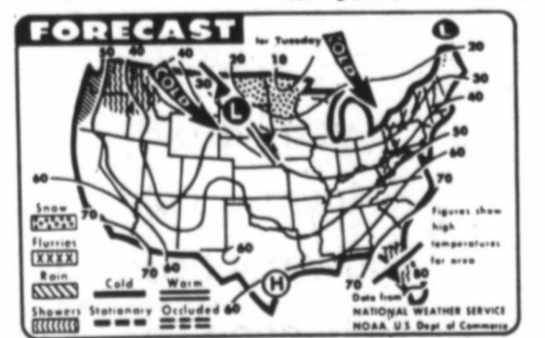 FORECAST
for Tuesday
50 40 40 20 10
30
COLD
COLD
L
L
20
30
40
50
60
70
60
70
70 60
60
60
H
70
80
Snow
Flurries
XXXX
Rain
Showers
Cold
Warm
Stationary
Occluded
Figures show
high
temperatures
for area
Data from
NATIONAL WEATHER SERVICE
NOAA, U.S. Dept of Commerce